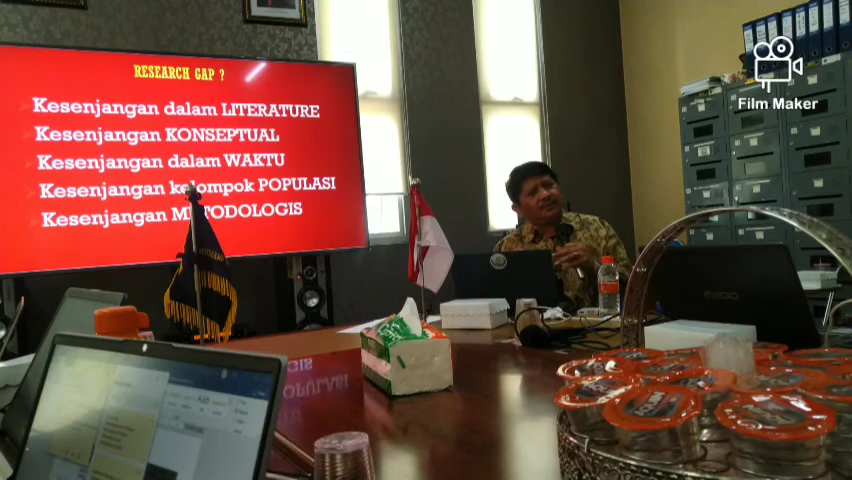 RESEARCH GAP ?
Kesenjangan dalam LITERATURE
Kesenjangan KONSEPTUAL
Kesenjangan dalam WAKTU
Kesenjangan kelompok POPULASI
Kesenjangan METODOLOGIS
Film Maker